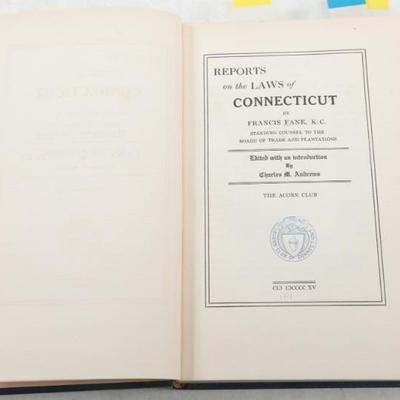 REPORTS
on the LAWS of
CONNECTICUT
BY
FRANCIS FANE, K.C.
STANDING COUNSEL TO THE
BOARD OF TRADE AND PLANTATIONS
Edited with an introduction
By
Charles M. Andrews
THE ACORN CLUB
CIƆ IƆCCCC XV